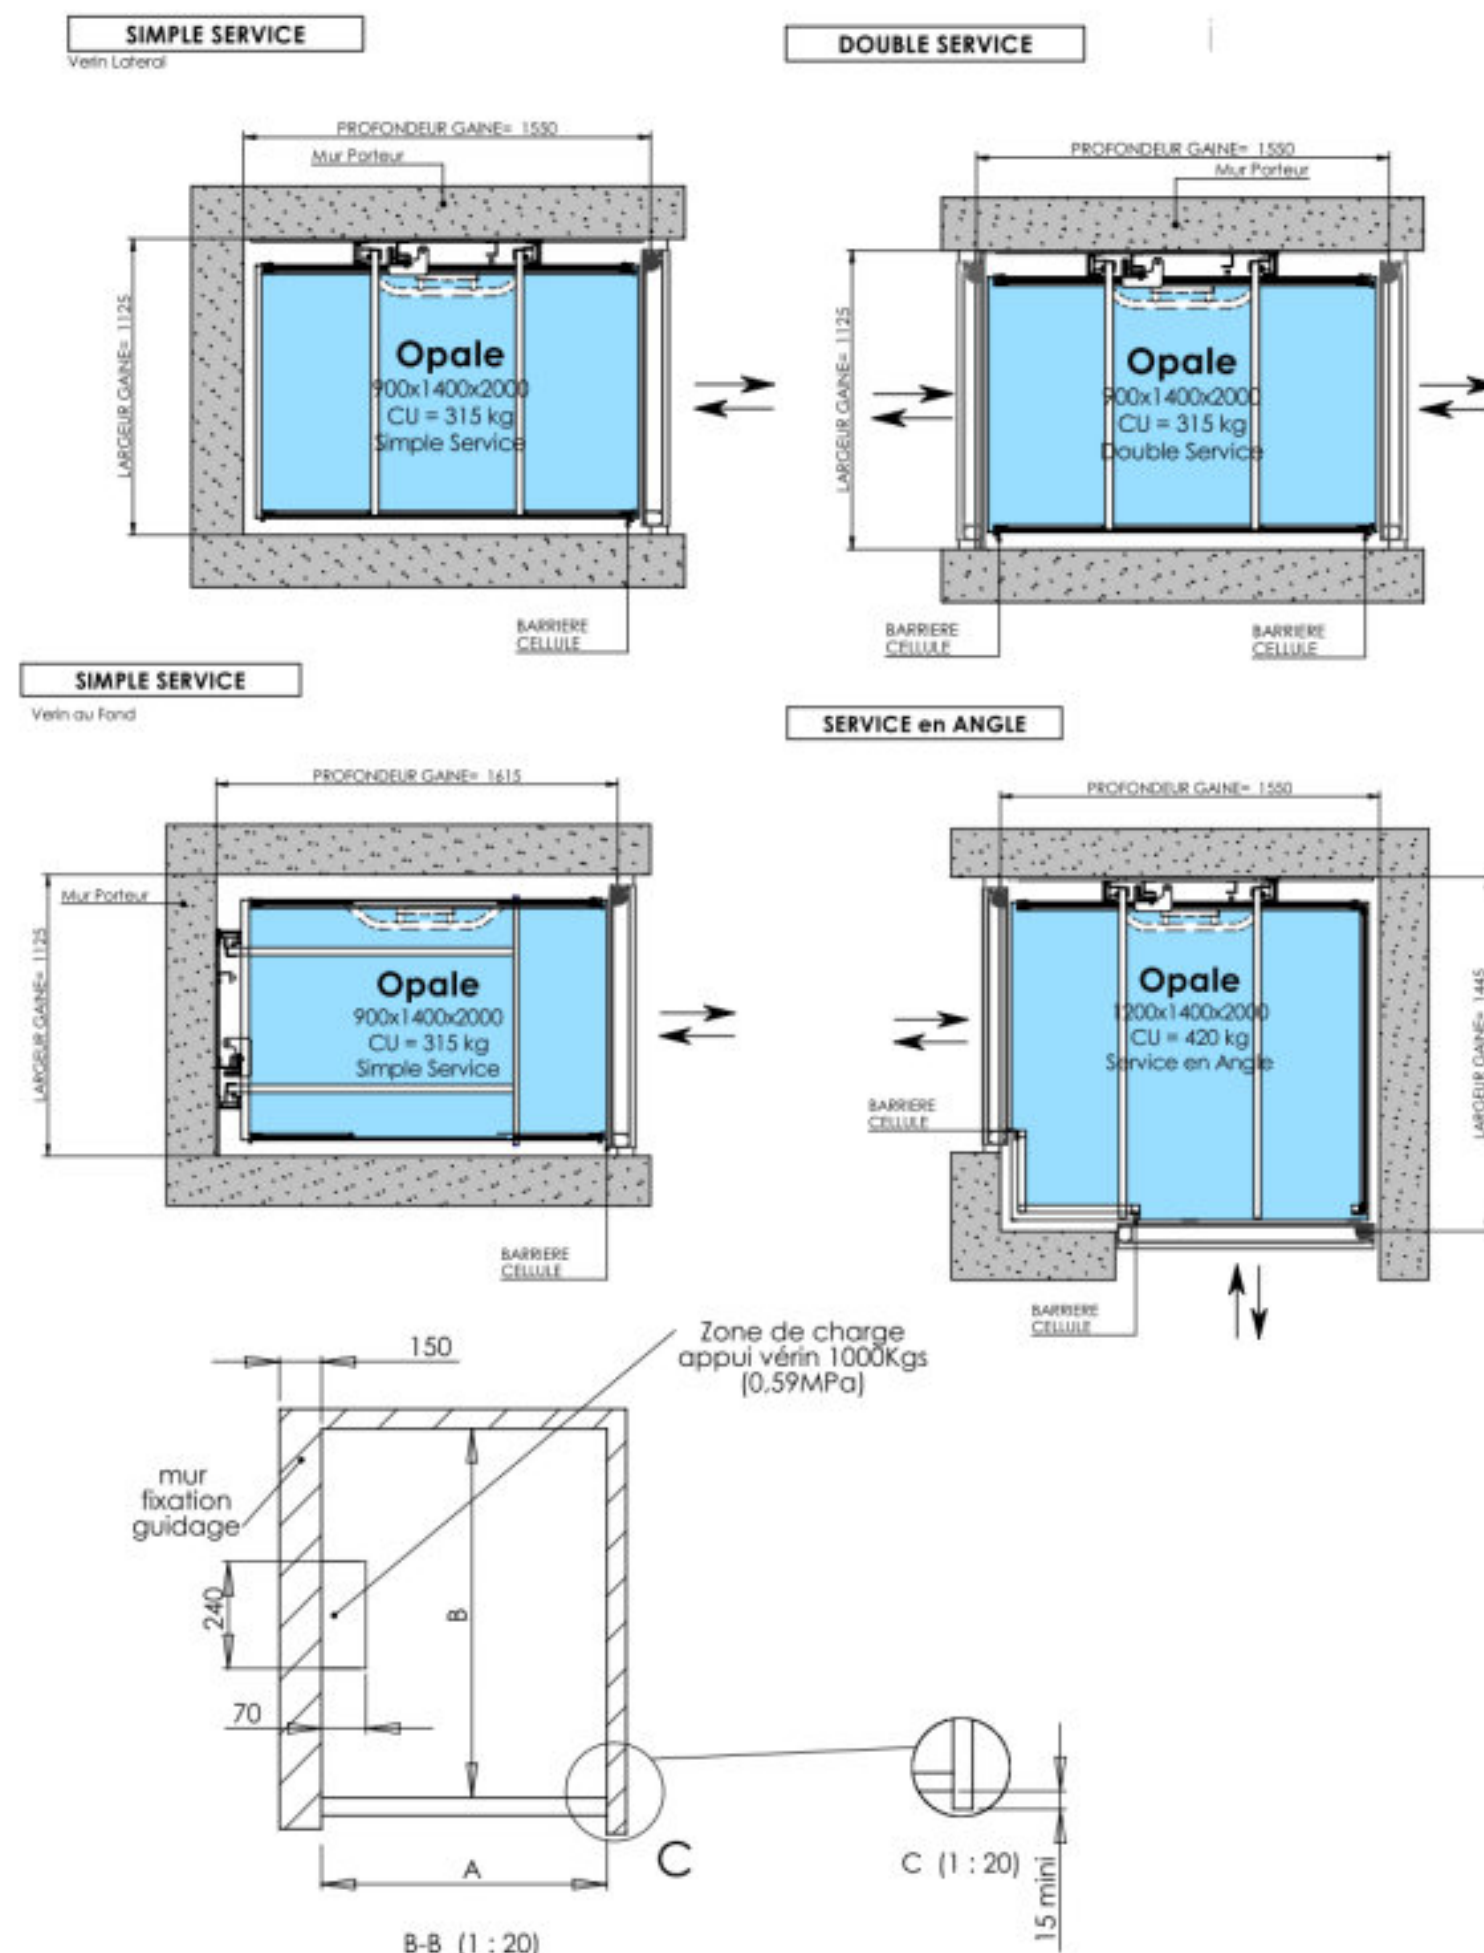 SIMPLE SERVICE
Verin Lateral
PROFONDEUR GAINE= 1550
Mur Porteur
LARGEUR GAINE= 1125
Opale
900x1400x2000
CU = 315 kg
Simple Service
BARRIERE
CELLULE
DOUBLE SERVICE
PROFONDEUR GAINE= 1550
Mur Porteur
LARGEUR GAINE= 1125
Opale
900x1400x2000
CU = 315 kg
Double Service
BARRIERE
CELLULE
BARRIERE
CELLULE
SIMPLE SERVICE
Verin au Fond
PROFONDEUR GAINE= 1615
Mur Porteur
LARGEUR GAINE= 1125
Opale
900x1400x2000
CU = 315 kg
Simple Service
BARRIERE
CELLULE
SERVICE en ANGLE
PROFONDEUR GAINE= 1550
LARGEUR GAINE= 1445
Opale
1200x1400x2000
CU = 420 kg
Service en Angle
BARRIERE
CELLULE
BARRIERE
CELLULE
150
Zone de charge
appui vérin 1000Kgs
(0,59MPa)
mur
fixation
guidage
240
B
70
A
C
C (1 : 20)
15 mini
B-B (1 : 20)